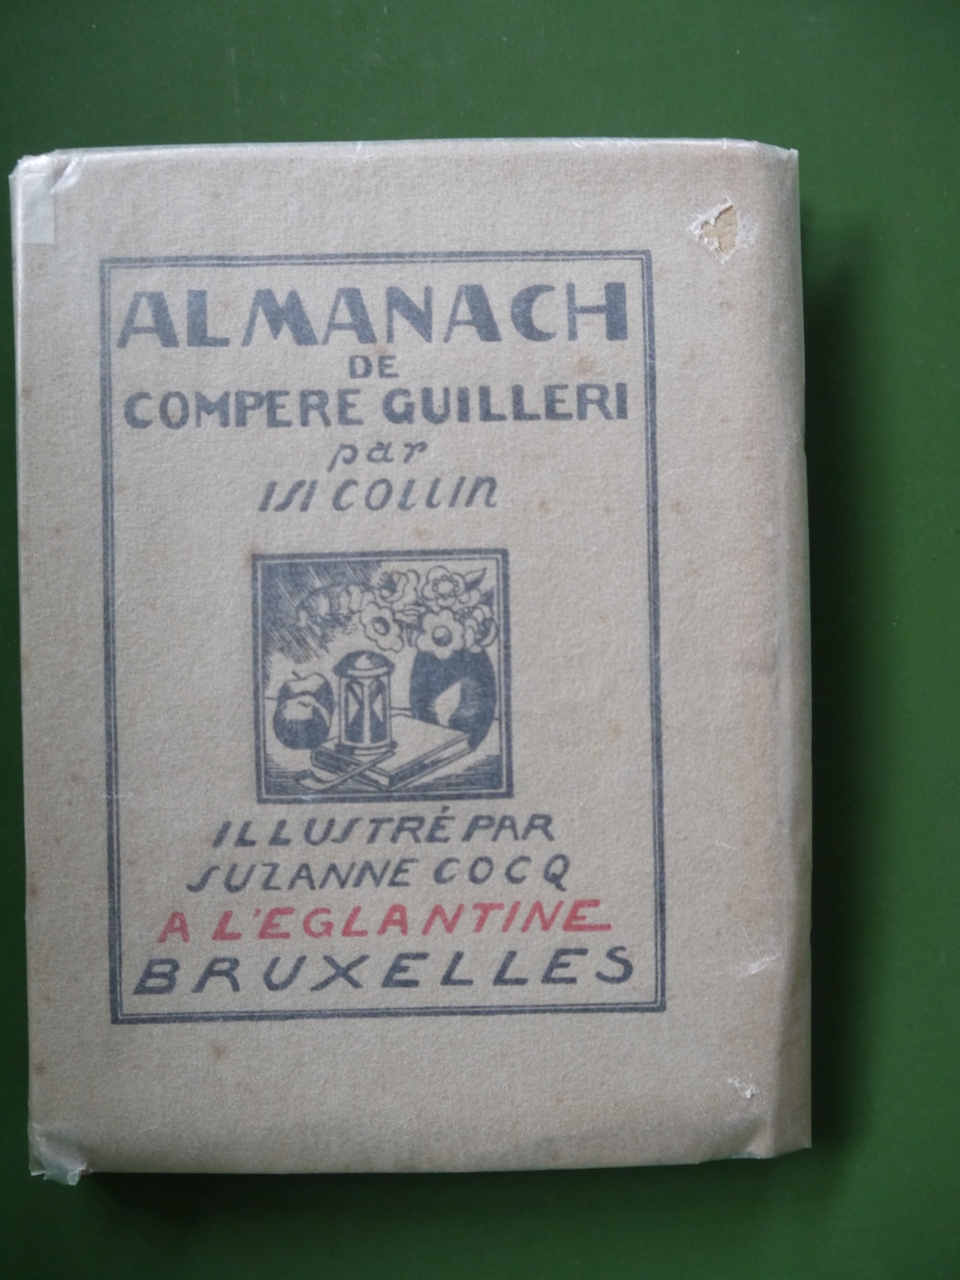 ALMANACH
DE
COMPERE GUILLERI
par
ISI COLLIN
ILLUSTRÉ PAR
SUZANNE COCQ
A L'EGLANTINE
BRUXELLES